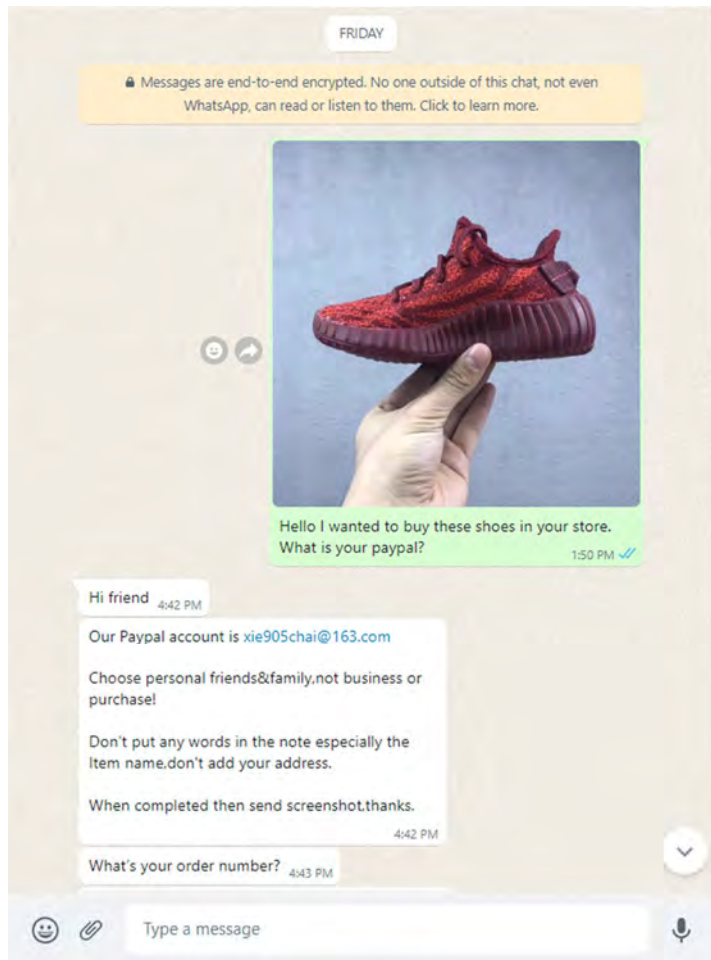 FRIDAY
Messages are end-to-end encrypted. No one outside of this chat, not even
WhatsApp, can read or listen to them. Click to learn more.
Hello I wanted to buy these shoes in your store.
What is your paypal?
1:50 PM
Hi friend 4:42 PM
Our Paypal account is xie905chai@163.com
Choose personal friends&family,not business or
purchase!
Don't put any words in the note especially the
Item name.don't add your address.
When completed then send screenshot,thanks.
4:42 PM
What's your order number? 4:43 PM
Type a message